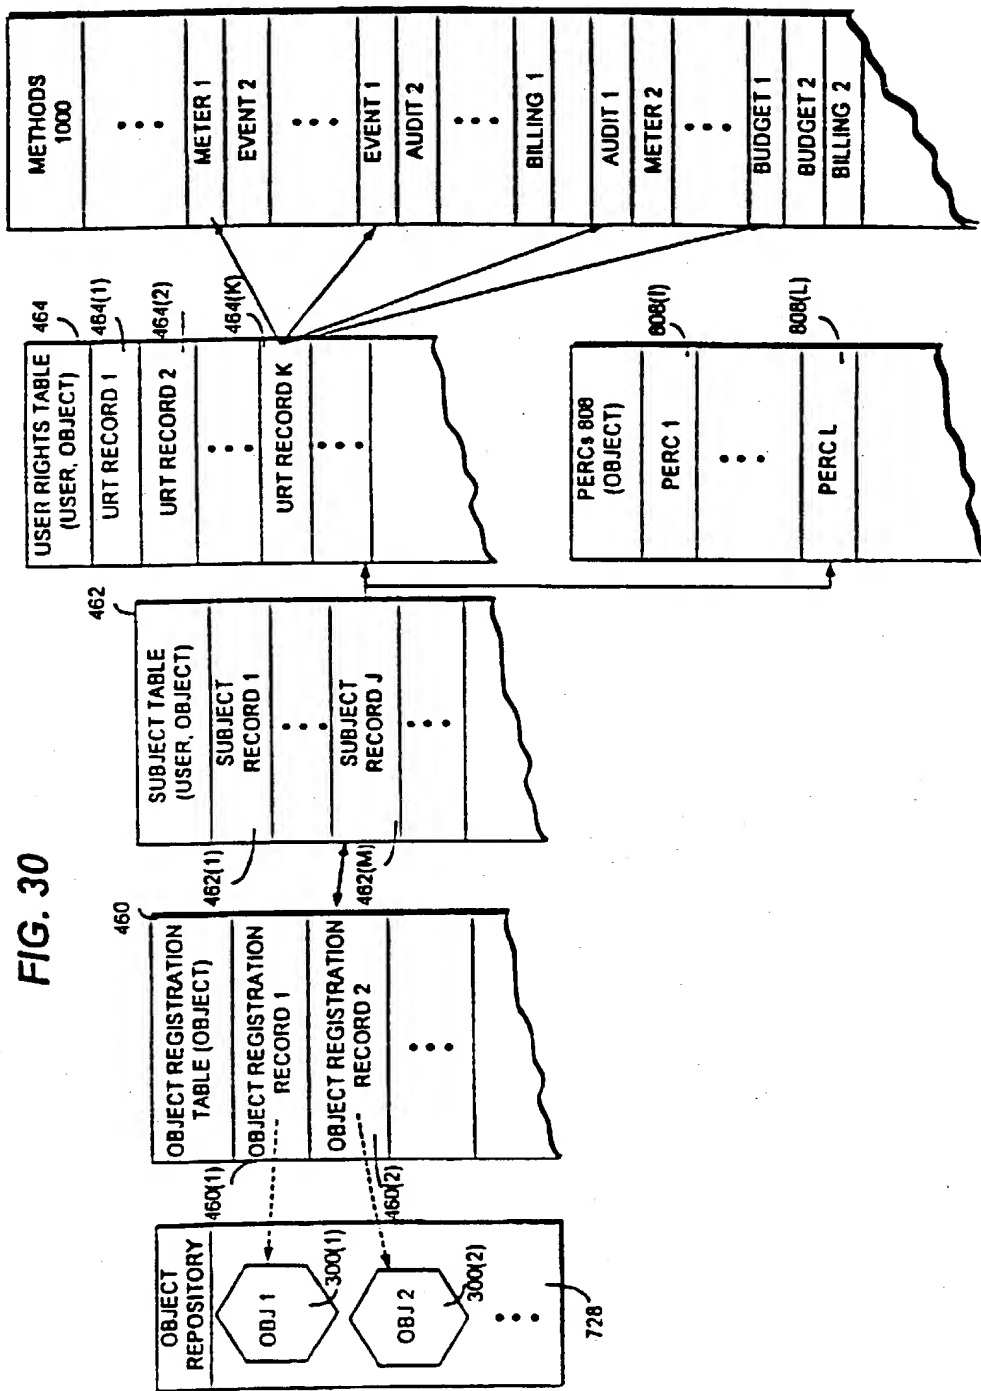 FIG. 30
OBJECT
REPOSITORY
OBJ 1
300(1)
OBJ 2
300(2)
728
460
OBJECT REGISTRATION
TABLE (OBJECT)
460(1)
OBJECT REGISTRATION
RECORD 1
OBJECT REGISTRATION
RECORD 2
460(2)
462
SUBJECT TABLE
(USER, OBJECT)
462(1)
SUBJECT
RECORD 1
SUBJECT
RECORD J
462(M)
USER RIGHTS TABLE
(USER, OBJECT)
464
URT RECORD 1
464(1)
URT RECORD 2
464(2)
464(K)
URT RECORD K
PERCs 808
(OBJECT)
PERC 1
808(I)
PERC L
808(L)
METHODS
1000
METER 1
EVENT 2
EVENT 1
AUDIT 2
BILLING 1
AUDIT 1
METER 2
BUDGET 1
BUDGET 2
BILLING 2